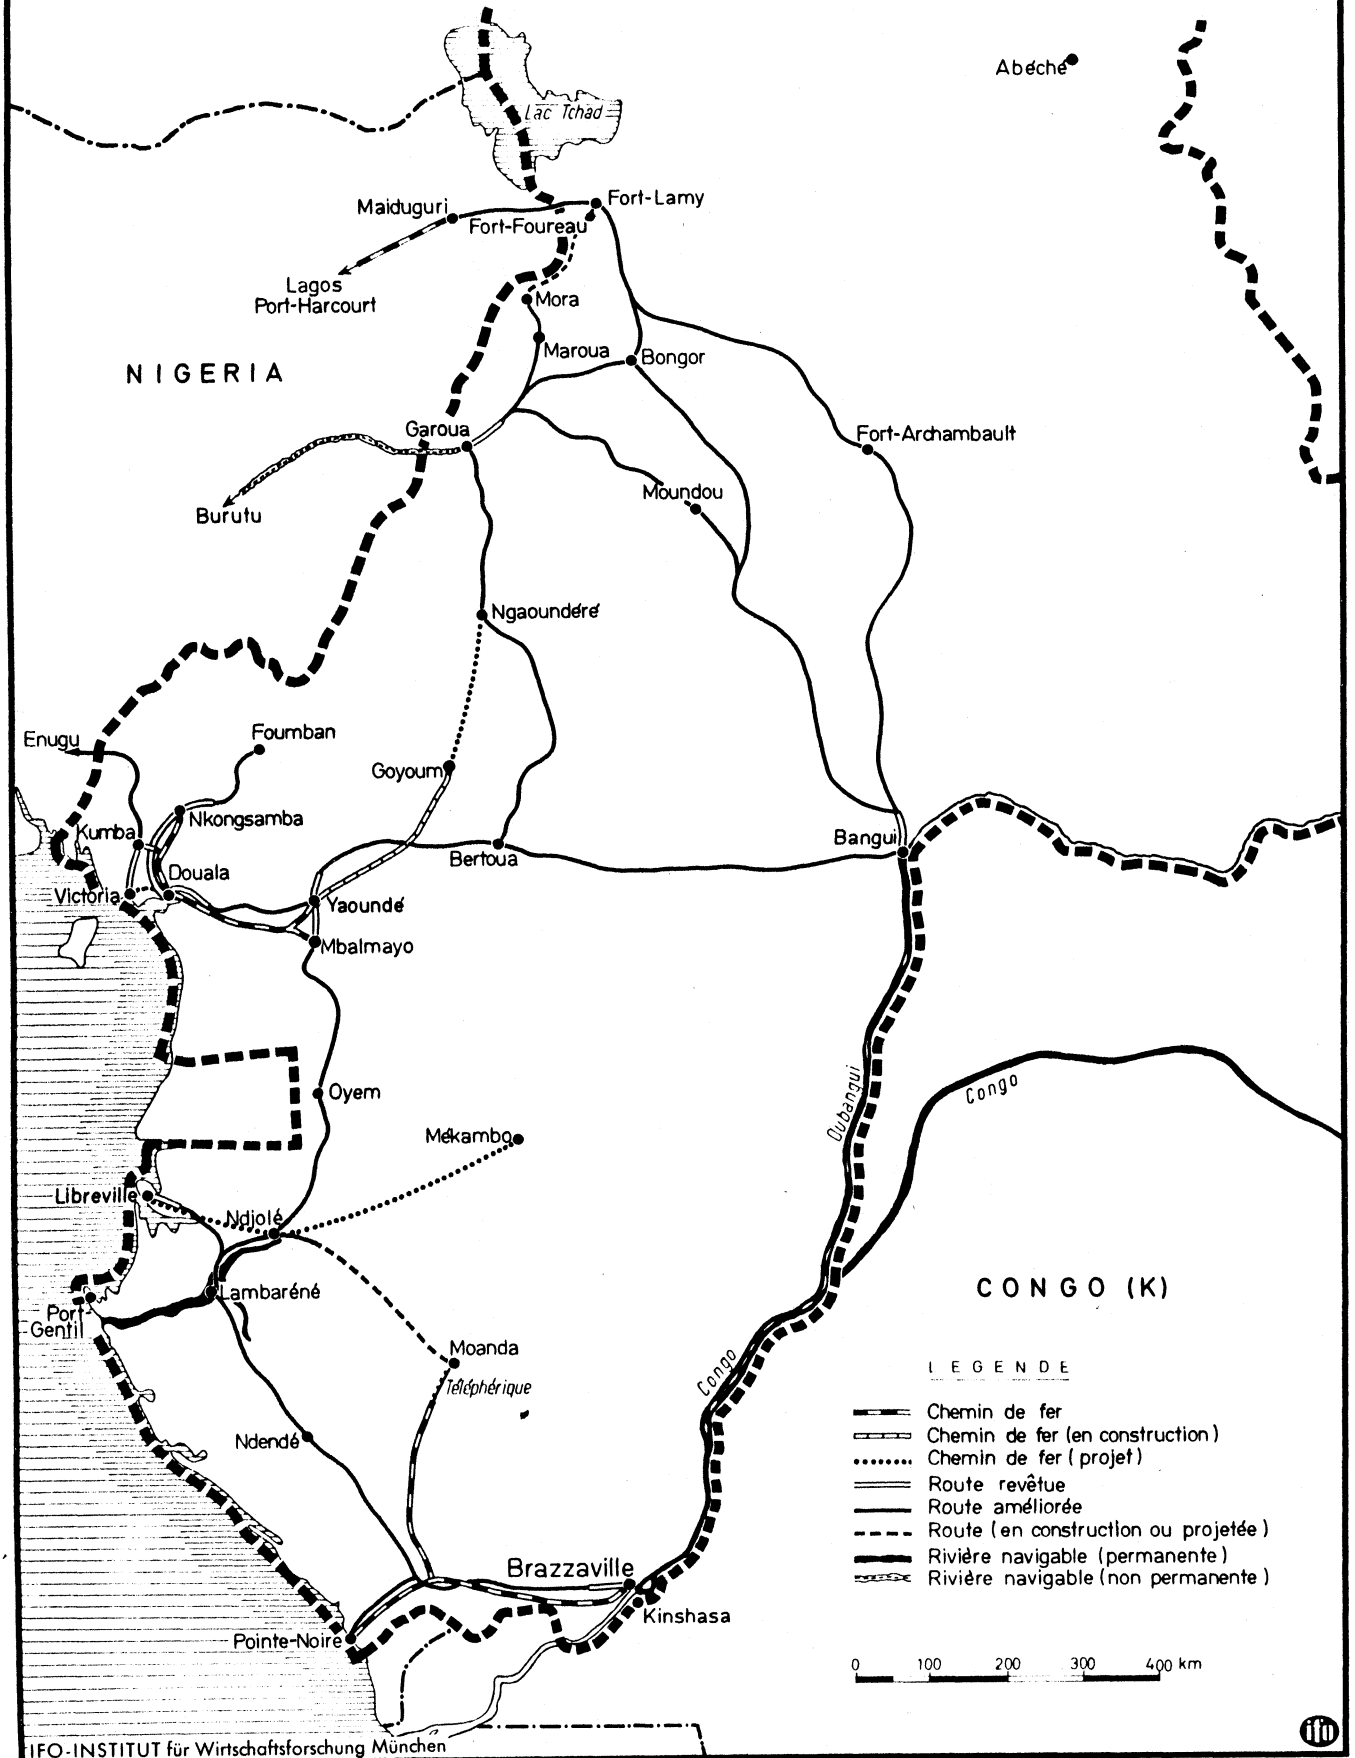 Abéché
Lac Tchad
Maiduguri
Fort-Lamy
Fort-Foureau
Lagos
Port-Harcourt
Mora
NIGERIA
Maroua
Bongor
Garoua
Fort-Archambault
Moundou
Burutu
Ngaoundéré
Enugu
Foumban
Goyoum
Kumba
Nkongsamba
Bangui
Bertoua
Douala
Victoria
Yaoundé
Mbalmayo
Oyem
Oubangui
Congo
Mékambo
Libreville
Ndjolé
Lambaréné
CONGO (K)
Port-
Gentil
Moanda
Téléphérique
Congo
LEGENDE
Chemin de fer
Chemin de fer (en construction)
Chemin de fer (projet)
Route revêtue
Route améliorée
Route (en construction ou projetée)
Rivière navigable (permanente)
Rivière navigable (non permanente)
Ndendé
Brazzaville
Kinshasa
Pointe-Noire
0 100 200 300 400 km
IFO-INSTITUT für Wirtschaftsforschung München
ifo